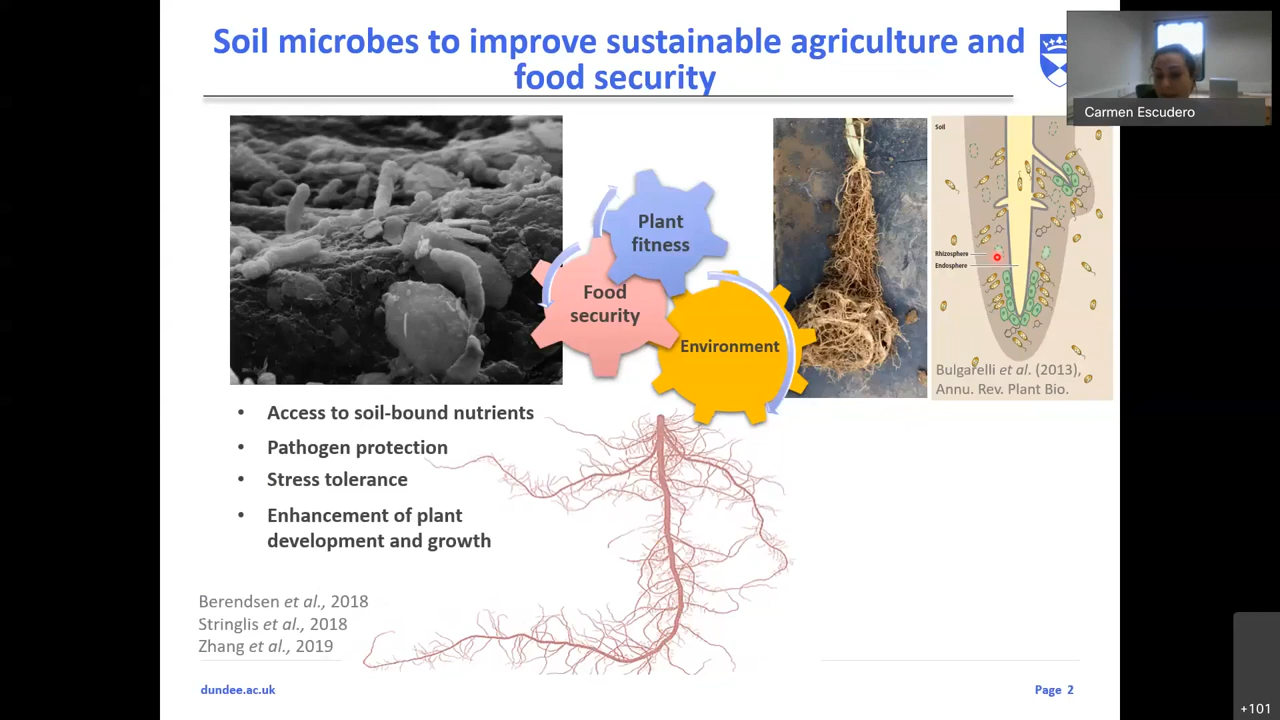 Soil microbes to improve sustainable agriculture and
food security
Carmen Escudero
Soil
Plant
fitness
Food
security
Environment
Rhizosphere
Endosphere
Bulgarelli et al. (2013),
Annu. Rev. Plant Bio.
• Access to soil-bound nutrients
• Pathogen protection
• Stress tolerance
• Enhancement of plant
development and growth
Berendsen et al., 2018
Stringlis et al., 2018
Zhang et al., 2019
dundee.ac.uk
Page 2
+101